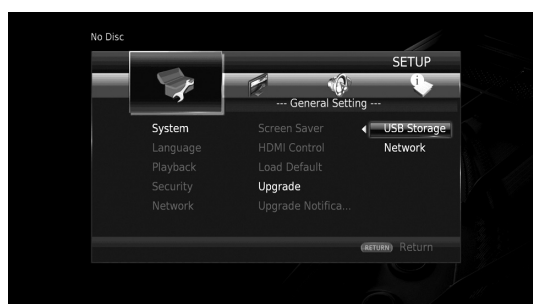 No Disc
SETUP
--- General Setting ---
System Screen Saver USB Storage
Language HDMI Control Network
Playback Load Default
Security Upgrade
Network Upgrade Notifica...
RETURN Return